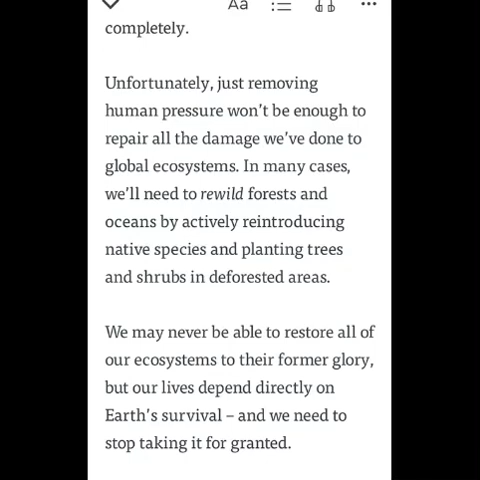 Aa
completely.
Unfortunately, just removing
human pressure won't be enough to
repair all the damage we've done to
global ecosystems. In many cases,
we'll need to rewild forests and
oceans by actively reintroducing
native species and planting trees
and shrubs in deforested areas.
We may never be able to restore all of
our ecosystems to their former glory,
but our lives depend directly on
Earth's survival – and we need to
stop taking it for granted.